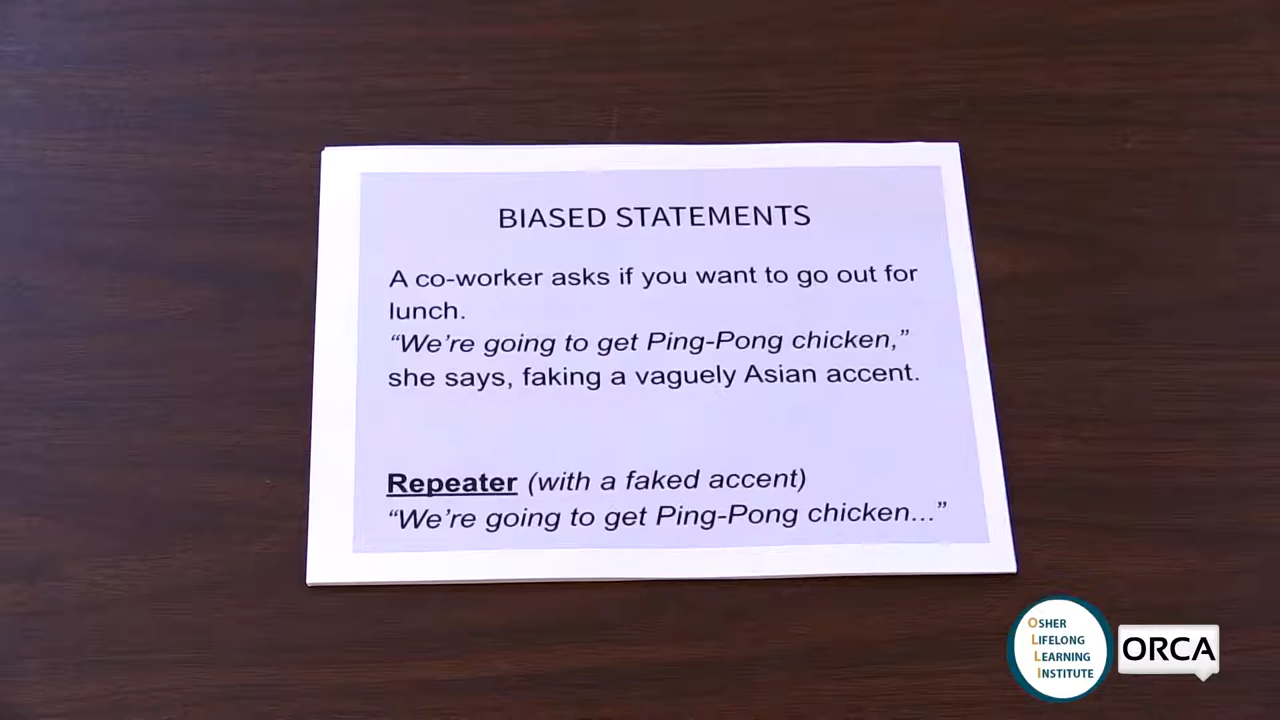 BIASED STATEMENTS
A co-worker asks if you want to go out for
lunch.
“We’re going to get Ping-Pong chicken,”
she says, faking a vaguely Asian accent.
Repeater (with a faked accent)
“We’re going to get Ping-Pong chicken...”
OSHER
LIFELONG
LEARNING
INSTITUTE
ORCA